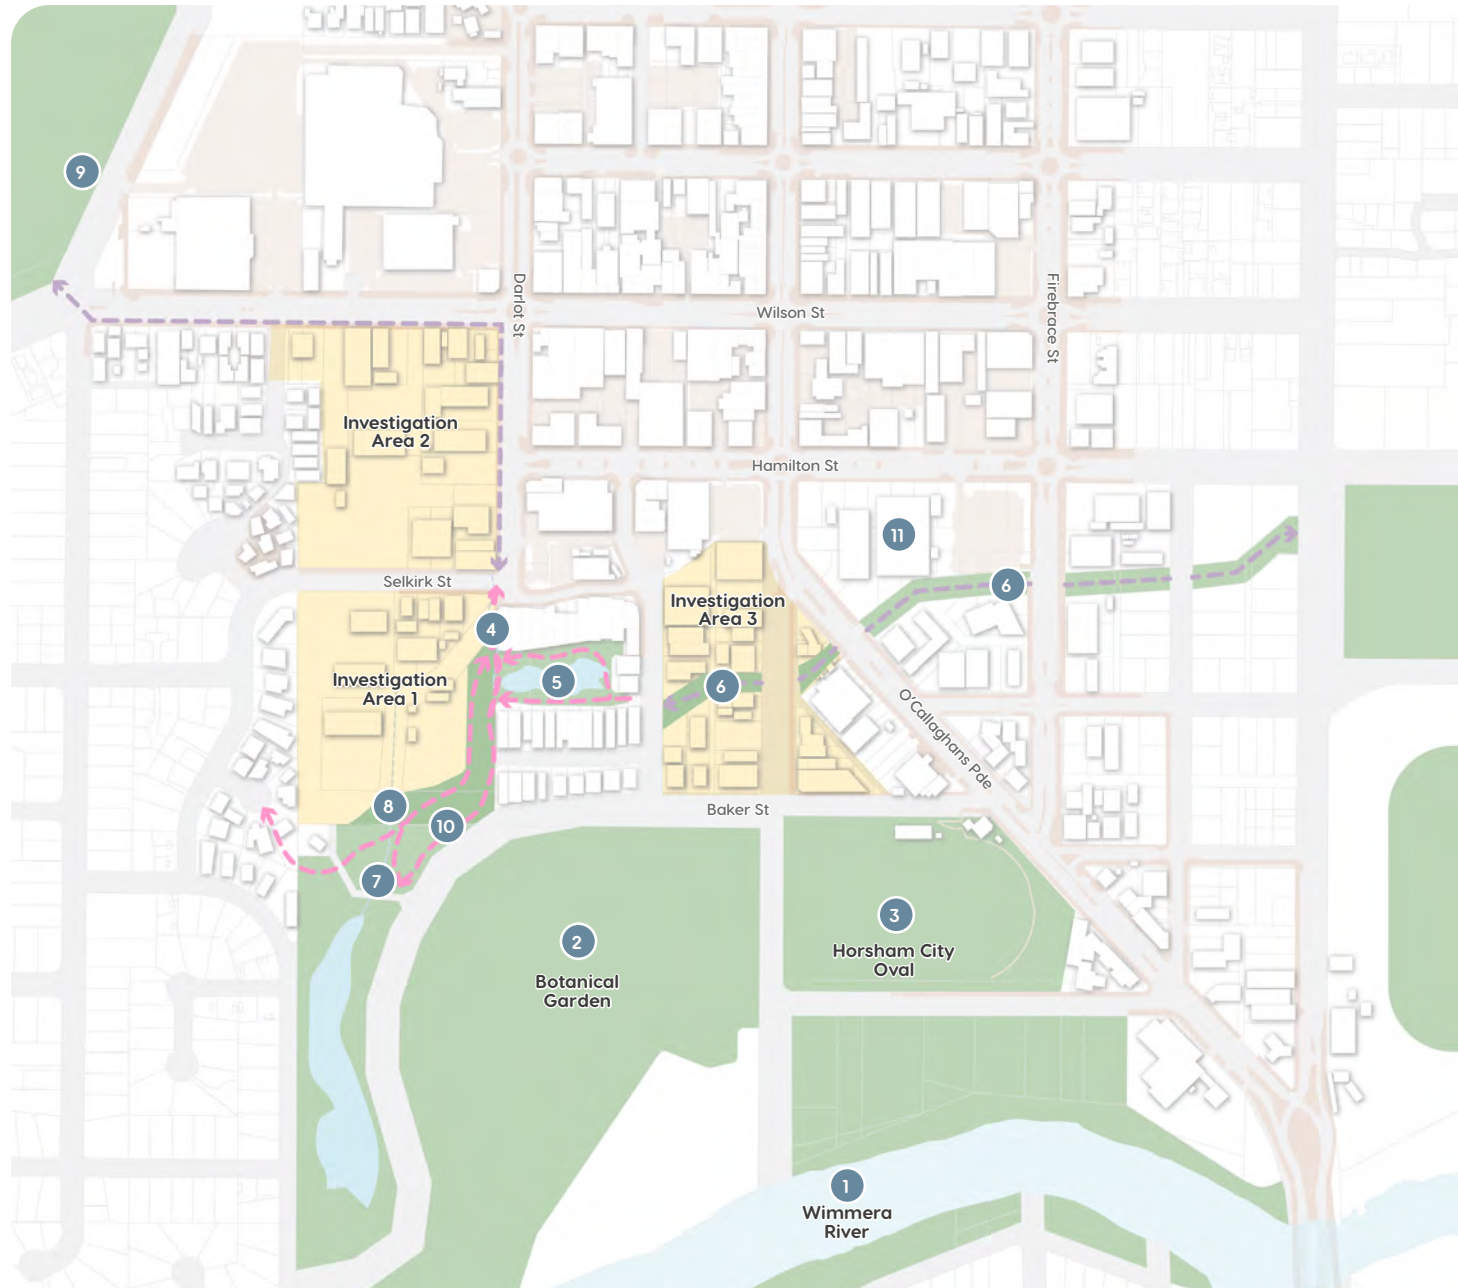 9
Darlot St
Wilson St
Firebrace St
Investigation
Area 2
Hamilton St
11
Selkirk St
6
Investigation
Area 3
4
5
Investigation
Area 1
6
O'Callaghans Pde
8
Baker St
10
7
2
Botanical
Garden
3
Horsham City
Oval
1
Wimmera
River